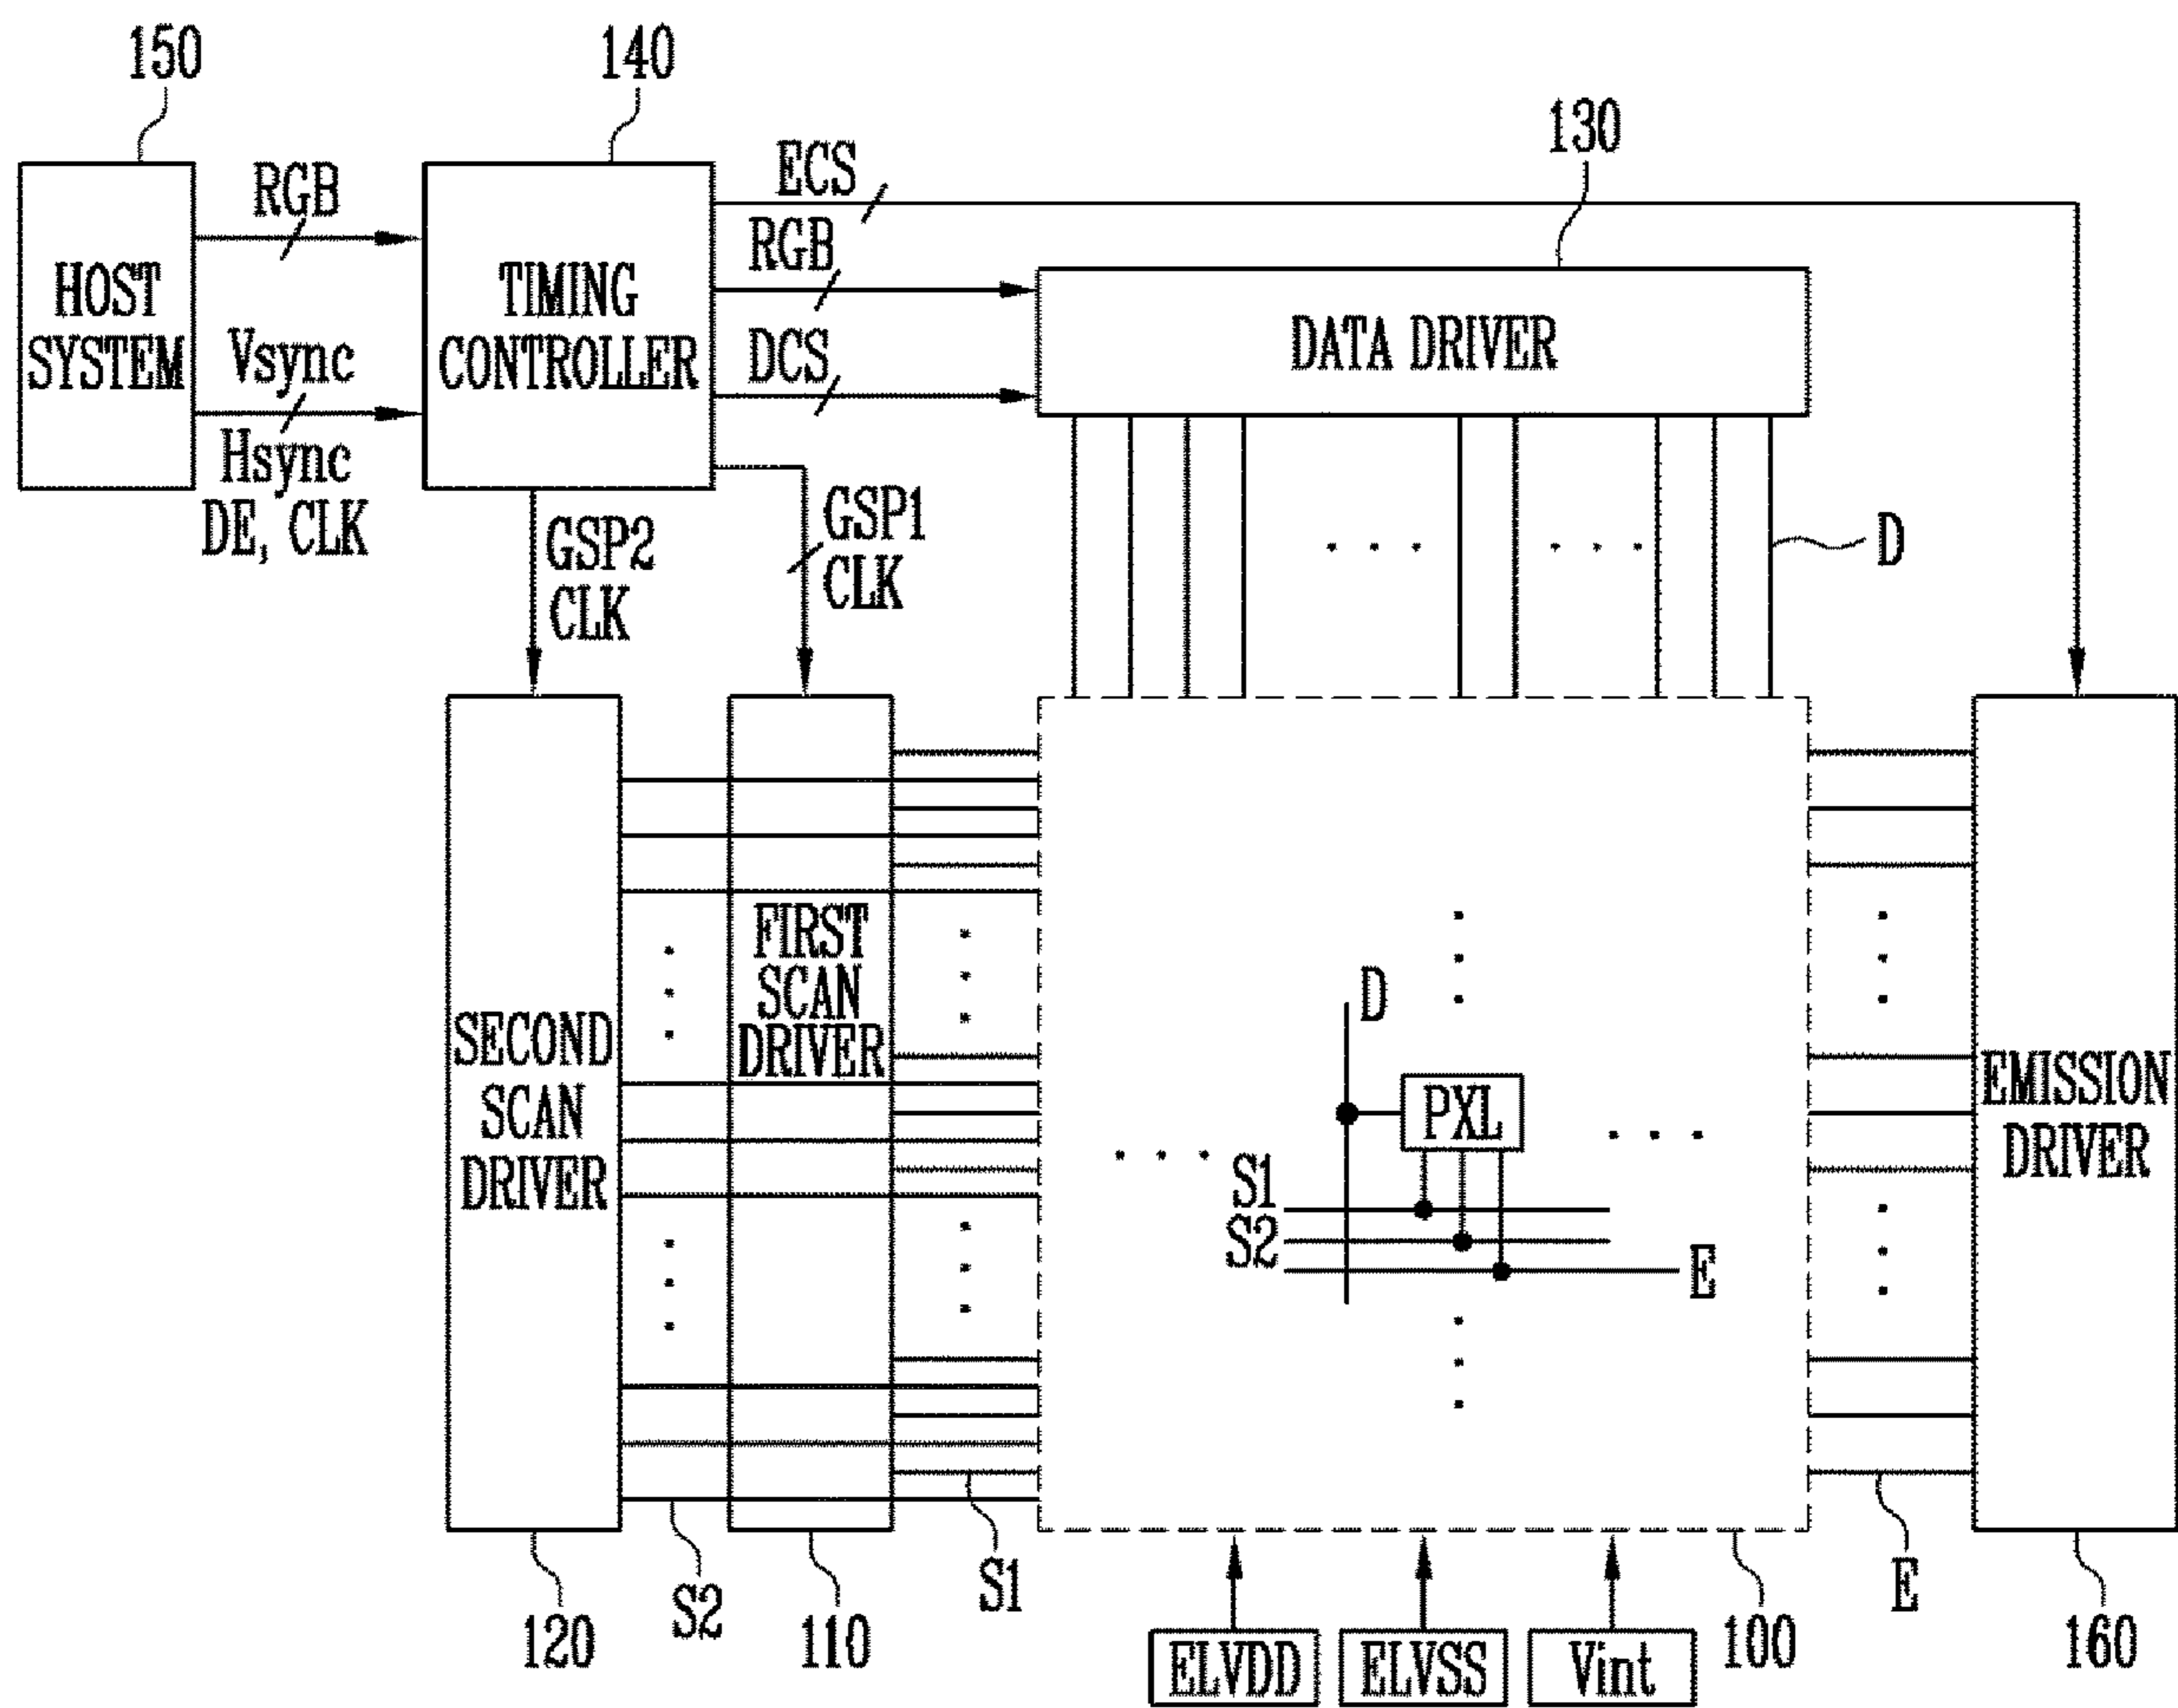 150
140
130
HOST
SYSTEM
RGB
Vsync
Hsync
DE, CLK
TIMING
CONTROLLER
ECS
RGB
DCS
DATA DRIVER
GSP2
CLK
GSP1
CLK
D
SECOND
SCAN
DRIVER
FIRST
SCAN
DRIVER
D
PXL
S1
S2
E
EMISSION
DRIVER
120
S2
110
S1
ELVDD
ELVSS
Vint
100
E
160